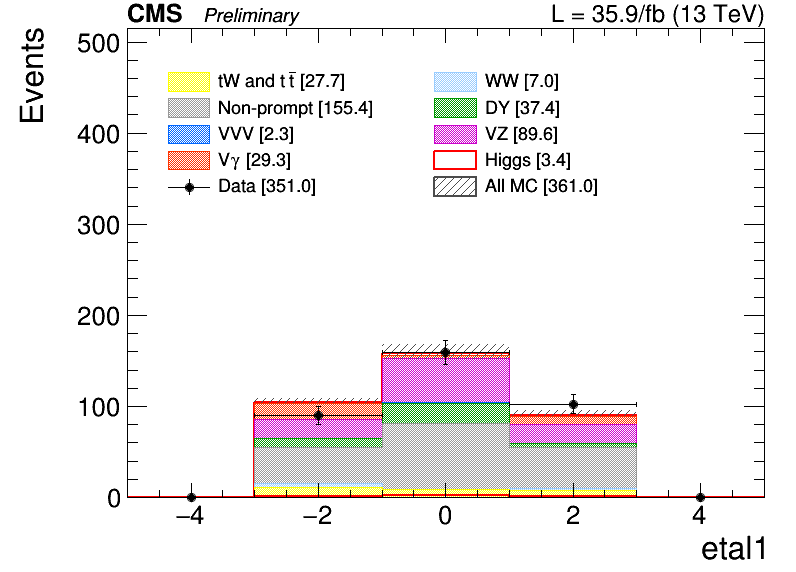 CMS Preliminary L = 35.9/fb (13 TeV)
Events
500
400
300
200
100
0
tW and t t̅ [27.7]
Non-prompt [155.4]
VVV [2.3]
Vγ [29.3]
Data [351.0]
WW [7.0]
DY [37.4]
VZ [89.6]
Higgs [3.4]
All MC [361.0]
−4 −2 0 2 4
etal1